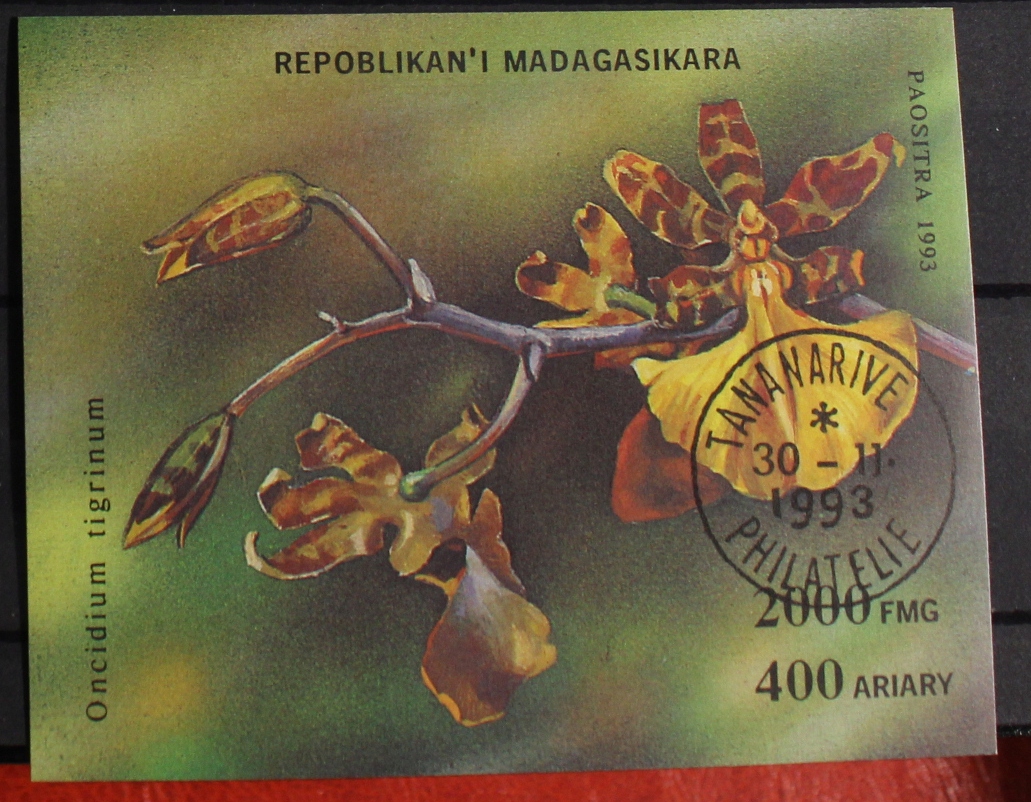 REPOBLIKAN'I MADAGASIKARA
PAOSITRA 1993
Oncidium tigrinum
TANANARIVE
*
30 - 11.
1993
PHILATELIE
2000 FMG
400 ARIARY